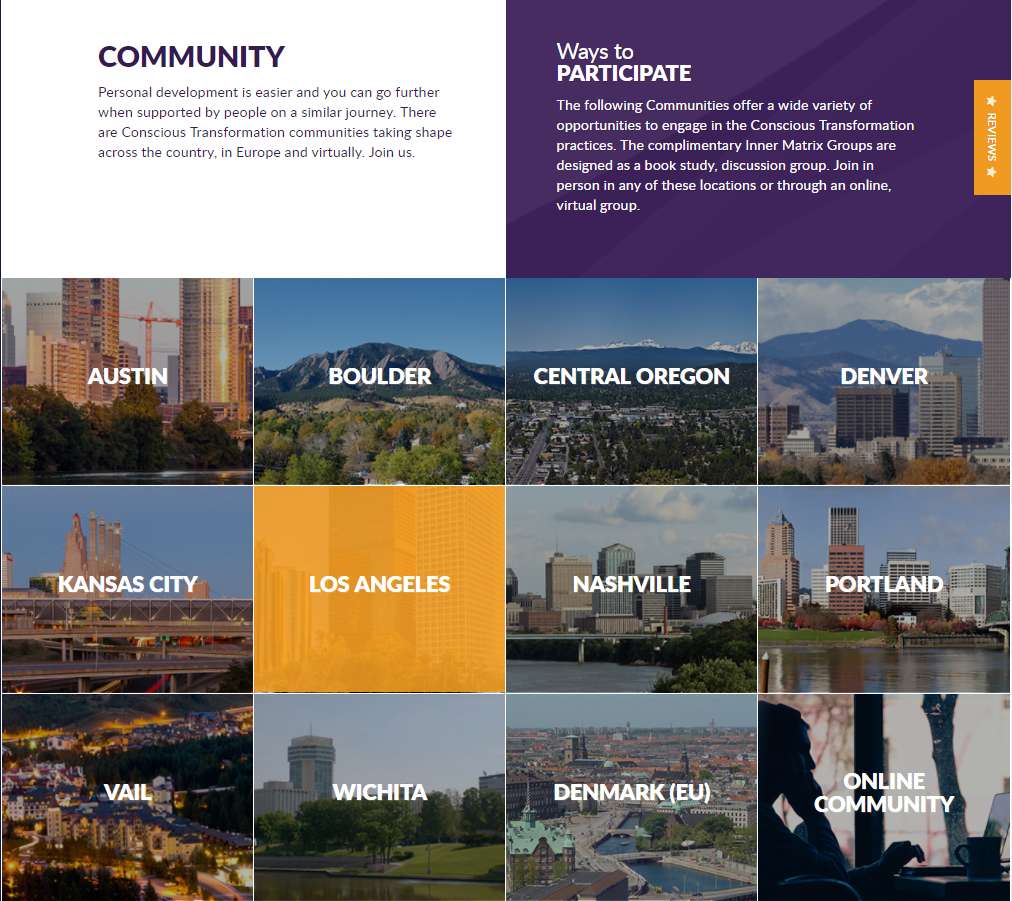 COMMUNITY
Personal development is easier and you can go further
when supported by people on a similar journey. There
are Conscious Transformation communities taking shape
across the country, in Europe and virtually. Join us.
Ways to
PARTICIPATE
The following Communities offer a wide variety of
opportunities to engage in the Conscious Transformation
practices. The complimentary Inner Matrix Groups are
designed as a book study, discussion group. Join in
person in any of these locations or through an online,
virtual group.
★ REVIEWS ★
AUSTIN
BOULDER
CENTRAL OREGON
DENVER
KANSAS CITY
LOS ANGELES
NASHVILLE
PORTLAND
VAIL
WICHITA
DENMARK (EU)
ONLINE
COMMUNITY